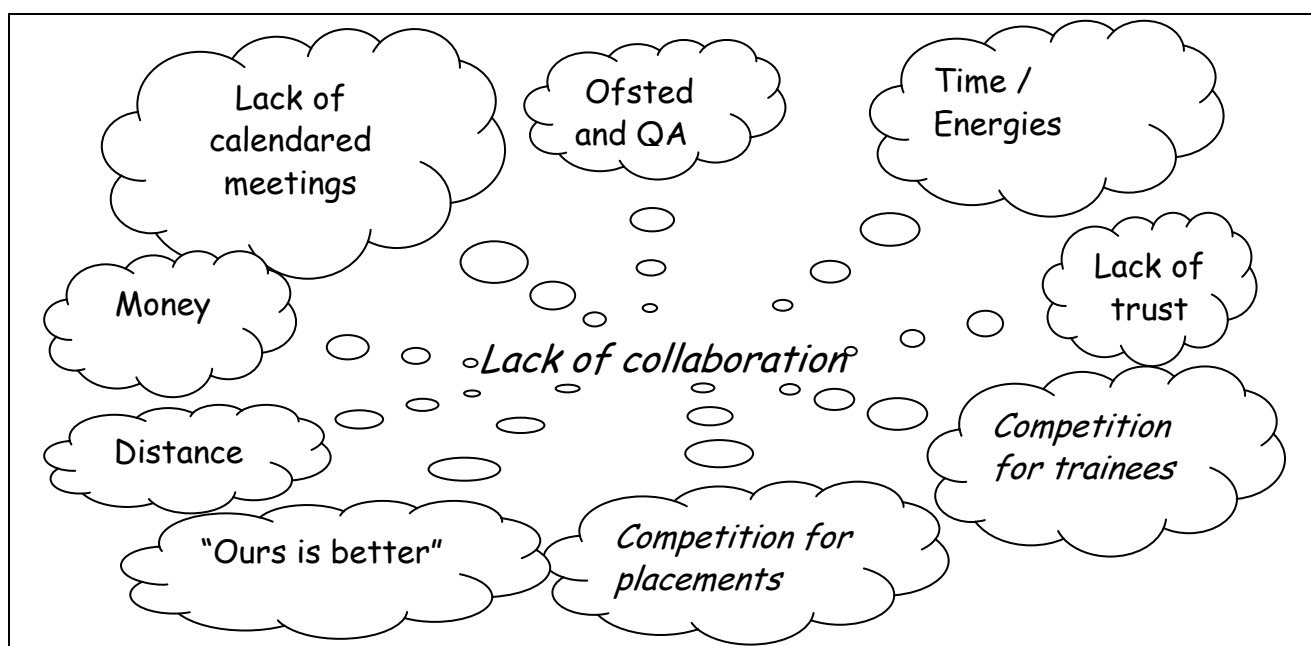 Lack of
calendared
meetings
Ofsted
and QA
Time /
Energies
Lack of
trust
Money
Lack of collaboration
Distance
Competition
for trainees
“Ours is better”
Competition for
placements